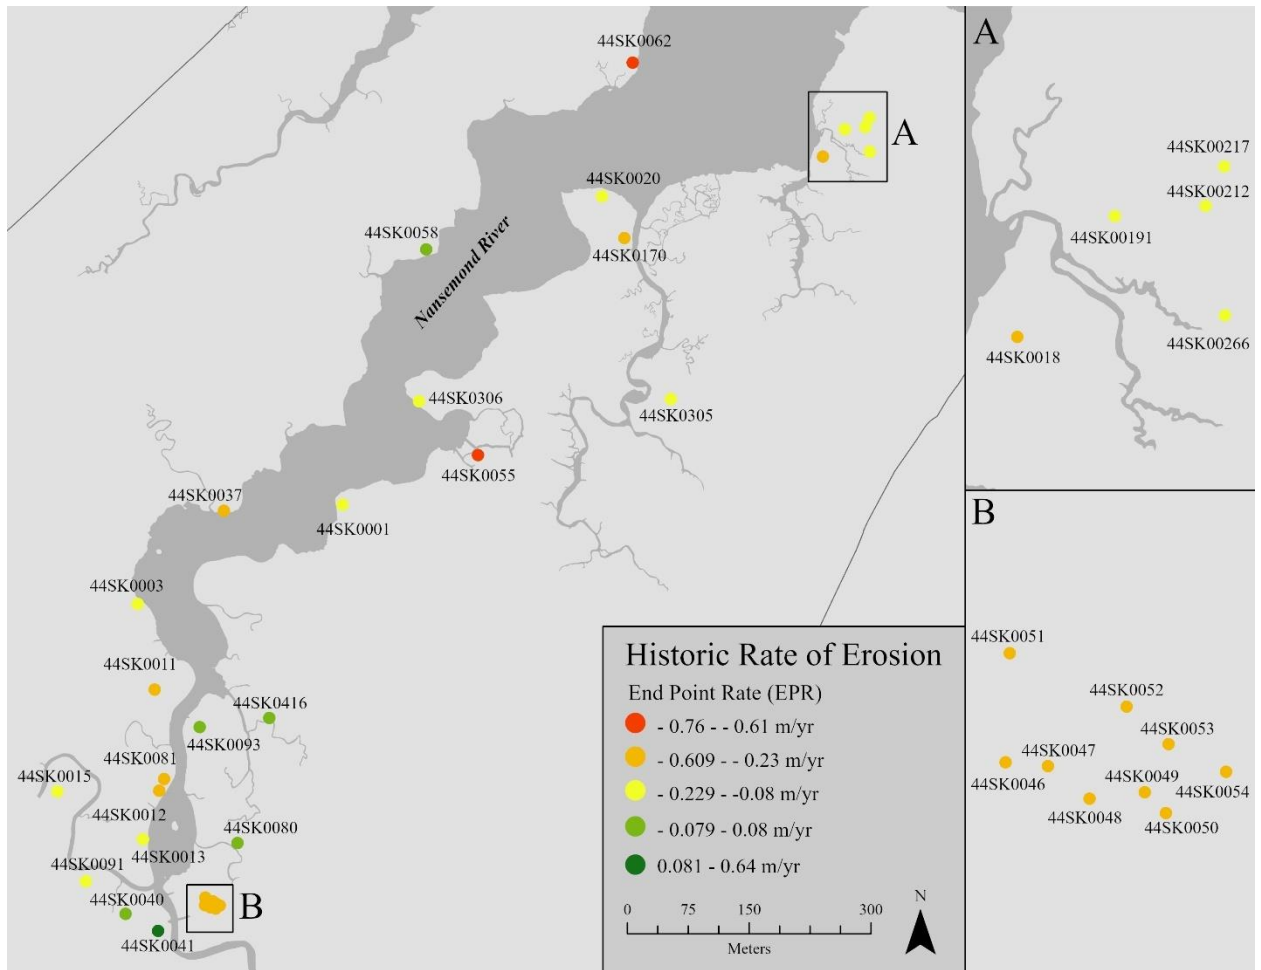 44SK0062
A
44SK0020
44SK0058
44SK0170
Nansemond River
44SK0306
44SK0305
44SK0055
44SK0037
44SK0001
44SK0003
44SK0011
44SK0416
44SK0093
44SK0081
44SK0015
44SK0012
44SK0080
44SK0013
44SK0091
44SK0040
B
44SK0041
A
44SK00217
44SK00212
44SK00191
44SK00266
44SK0018
B
44SK0051
44SK0052
44SK0053
44SK0047
44SK0046
44SK0049
44SK0054
44SK0048
44SK0050
Historic Rate of Erosion
End Point Rate (EPR)
- 0.76 - - 0.61 m/yr
- 0.609 - - 0.23 m/yr
- 0.229 - -0.08 m/yr
- 0.079 - 0.08 m/yr
0.081 - 0.64 m/yr
0 75 150 300
Meters
N